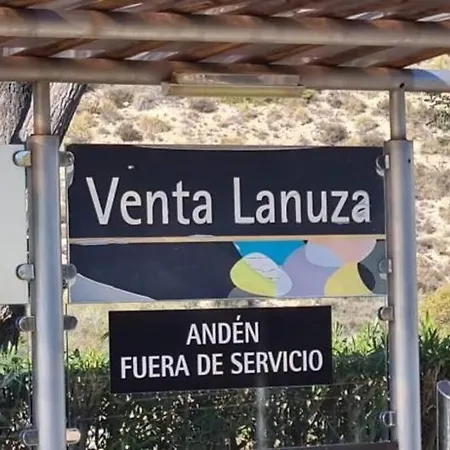 Venta Lanuza
ANDÉN
FUERA DE SERVICIO